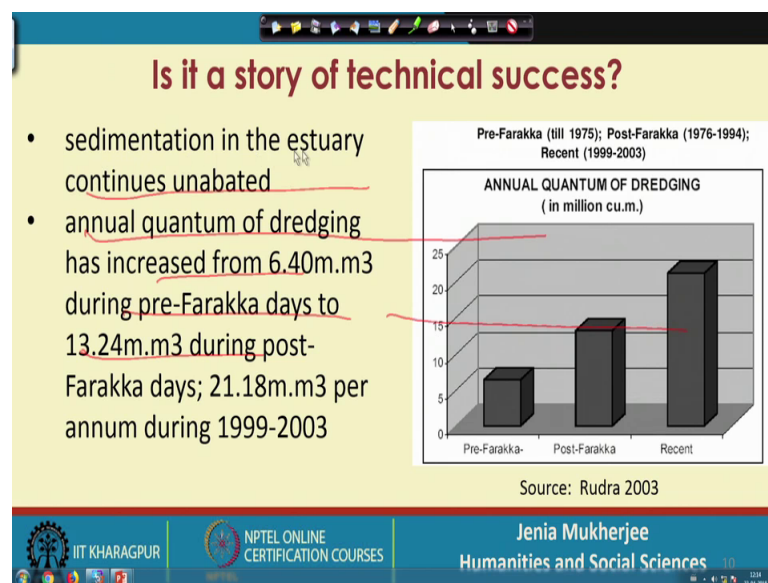 Is it a story of technical success?
• sedimentation in the estuary
continues unabated
• annual quantum of dredging
has increased from 6.40m.m3
during pre-Farakka days to
13.24m.m3 during post-
Farakka days; 21.18m.m3 per
annum during 1999-2003
Pre-Farakka (till 1975); Post-Farakka (1976-1994);
Recent (1999-2003)
ANNUAL QUANTUM OF DREDGING
( in million cu.m.)
25
20
15
10
5
0
Pre-Farakka- Post-Farakka Recent
Source: Rudra 2003
IIT KHARAGPUR
NPTEL ONLINE
CERTIFICATION COURSES
Jenia Mukherjee
Humanities and Social Sciences 10
12:14